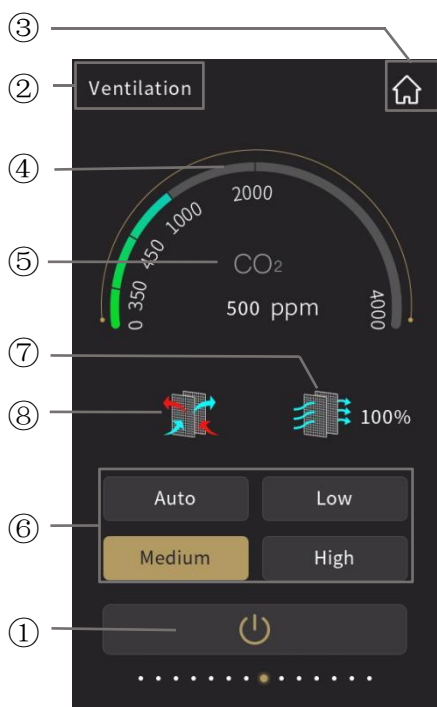 ③
② Ventilation
④
2000
1000
450
⑤ CO₂
350
4000
500 ppm
0
⑦
⑧ 100%
Auto Low
⑥
Medium High
①